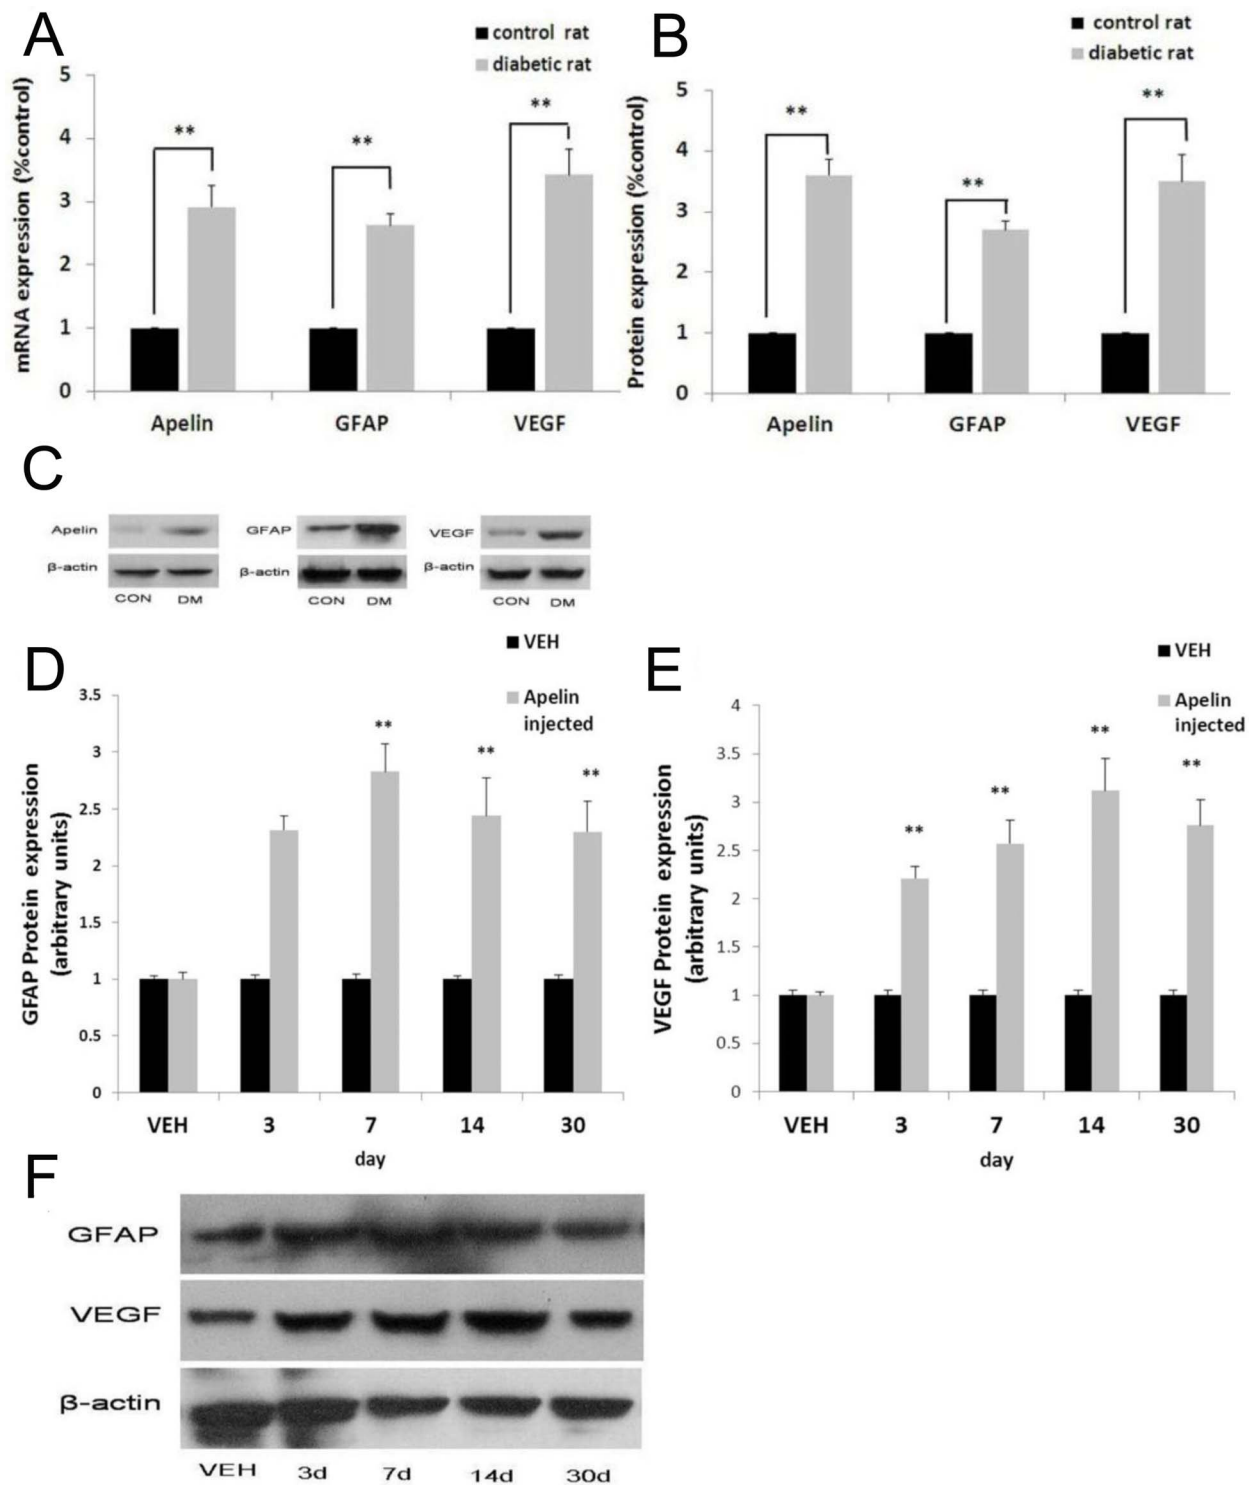 A
control rat
diabetic rat
mRNA expression (%control)
5
4
3
2
1
0
**
**
**
Apelin
GFAP
VEGF
B
control rat
diabetic rat
Protein expression (%control)
5
4
3
2
1
0
**
**
**
Apelin
GFAP
VEGF
C
Apelin
β-actin
CON
DM
GFAP
β-actin
CON
DM
VEGF
β-actin
CON
DM
D
VEH
Apelin
injected
GFAP Protein expression
(arbitrary units)
3.5
3
2.5
2
1.5
1
0.5
0
**
**
**
VEH
3
7
14
30
day
E
VEH
Apelin
injected
VEGF Protein expression
(arbitrary units)
4
3.5
3
2.5
2
1.5
1
0.5
0
**
**
**
**
VEH
3
7
14
30
day
F
GFAP
VEGF
β-actin
VEH
3d
7d
14d
30d